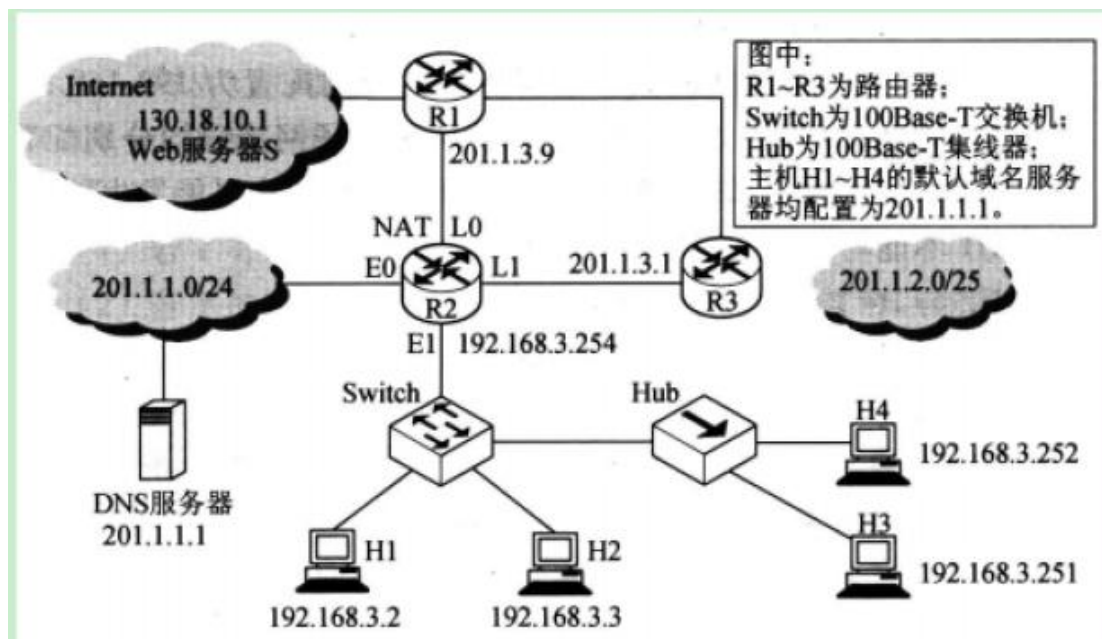 Internet
130.18.10.1
Web服务器S
R1
201.1.3.9
图中：
R1~R3为路由器；
Switch为100Base-T交换机；
Hub为100Base-T集线器；
主机H1~H4的默认域名服务
器均配置为201.1.1.1。
NAT L0
201.1.1.0/24
E0
R2
L1
201.1.3.1
R3
201.1.2.0/25
E1 192.168.3.254
Switch
Hub
H4
192.168.3.252
DNS服务器
201.1.1.1
H1
192.168.3.2
H2
192.168.3.3
H3
192.168.3.251